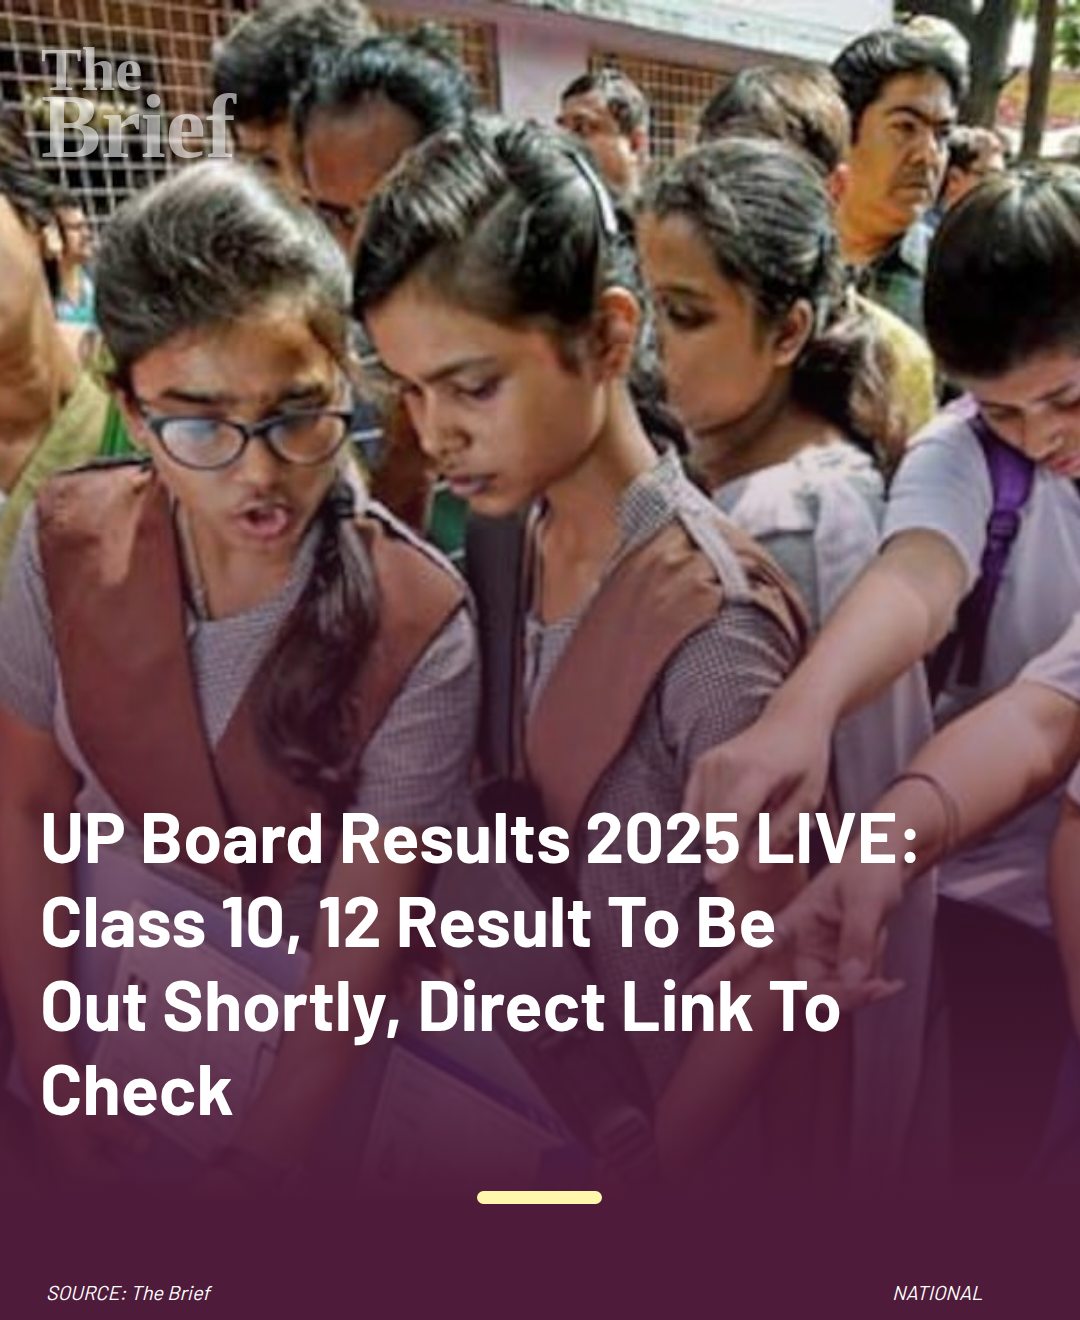 The
Brief
UP Board Results 2025 LIVE:
Class 10, 12 Result To Be
Out Shortly, Direct Link To
Check
SOURCE: The Brief
NATIONAL